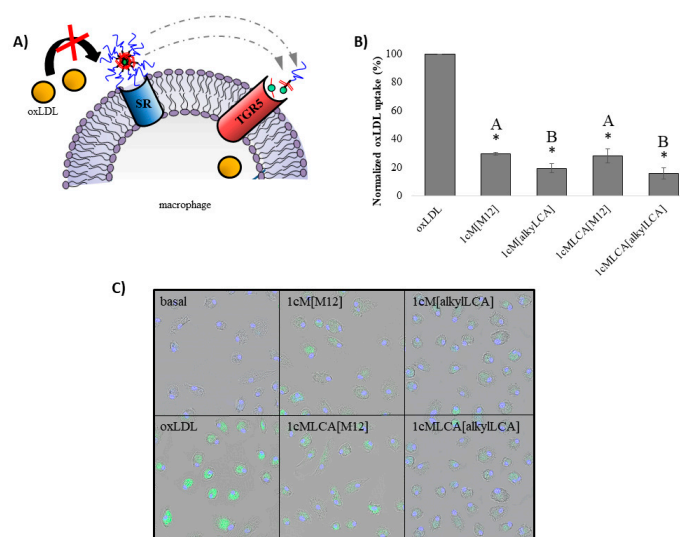 A)
oxLDL
SR
TGR5
macrophage
B)
Normalized oxLDL uptake (%)
100
80
60
40
20
0
A
*
B
*
A
*
B
*
oxLDL
1cM[M12]
1cM[alkylLCA]
1cMLCA[M12]
1cMLCA[alkylLCA]
C)
basal
1cM[M12]
1cM[alkylLCA]
oxLDL
1cMLCA[M12]
1cMLCA[alkylLCA]